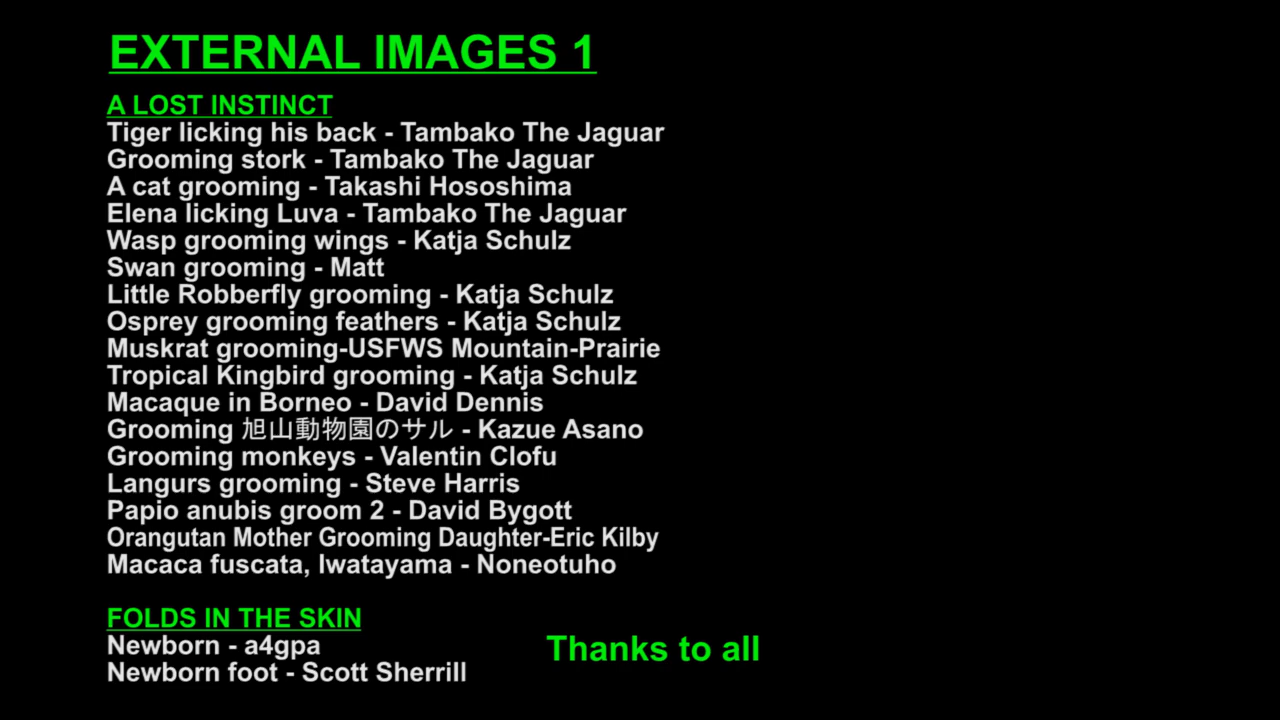 EXTERNAL IMAGES 1
A LOST INSTINCT
Tiger licking his back - Tambako The Jaguar
Grooming stork - Tambako The Jaguar
A cat grooming - Takashi Hososhima
Elena licking Luva - Tambako The Jaguar
Wasp grooming wings - Katja Schulz
Swan grooming - Matt
Little Robberfly grooming - Katja Schulz
Osprey grooming feathers - Katja Schulz
Muskrat grooming-USFWS Mountain-Prairie
Tropical Kingbird grooming - Katja Schulz
Macaque in Borneo - David Dennis
Grooming 旭山動物園のサル - Kazue Asano
Grooming monkeys - Valentin Clofu
Langurs grooming - Steve Harris
Papio anubis groom 2 - David Bygott
Orangutan Mother Grooming Daughter-Eric Kilby
Macaca fuscata, Iwatayama - Noneotuho
FOLDS IN THE SKIN
Newborn - a4gpa
Newborn foot - Scott Sherrill
Thanks to all